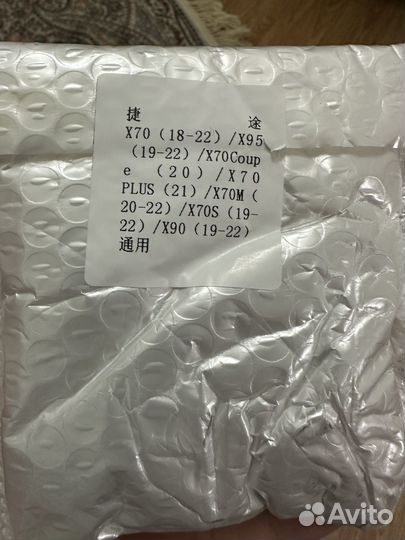 捷 途
X70（18-22）/X95
（19-22）/X70Coup
e （20）/X70
PLUS（21）/X70M（
20-22）/X70S（19-
22）/X90（19-22）
通用
Avito